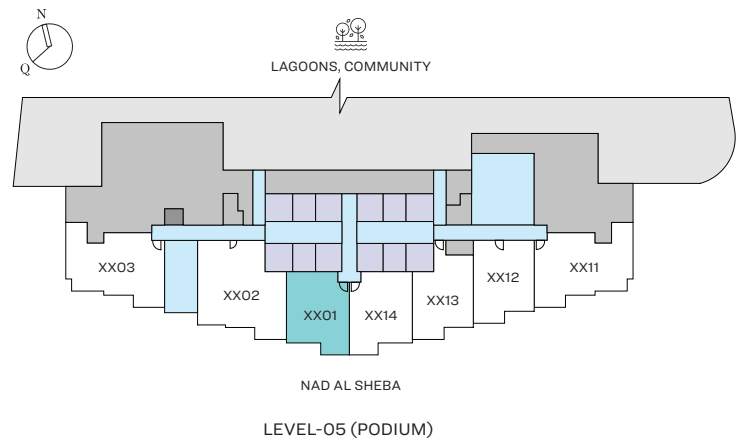 N
Q
LAGOONS, COMMUNITY
XX03
XX02
XX01
XX14
XX13
XX12
XX11
NAD AL SHEBA
LEVEL-05 (PODIUM)